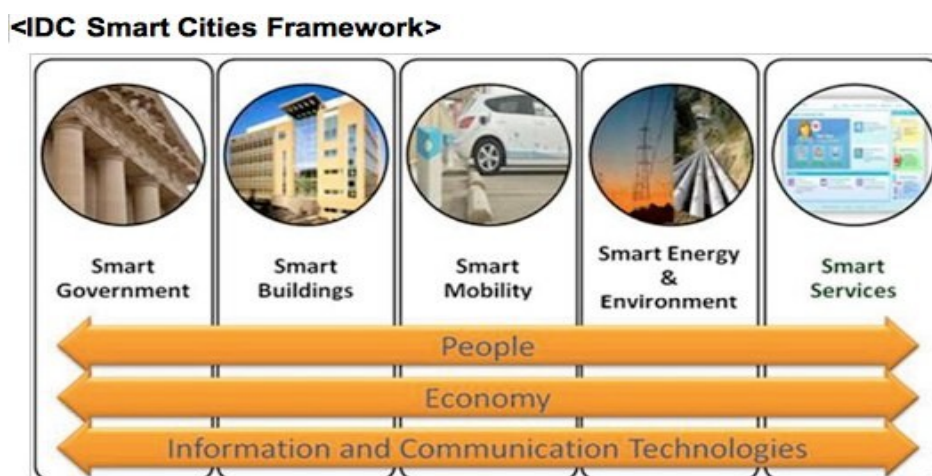 <IDC Smart Cities Framework>
Smart
Government
Smart
Buildings
Smart
Mobility
Smart Energy
&
Environment
Smart
Services
People
Economy
Information and Communication Technologies